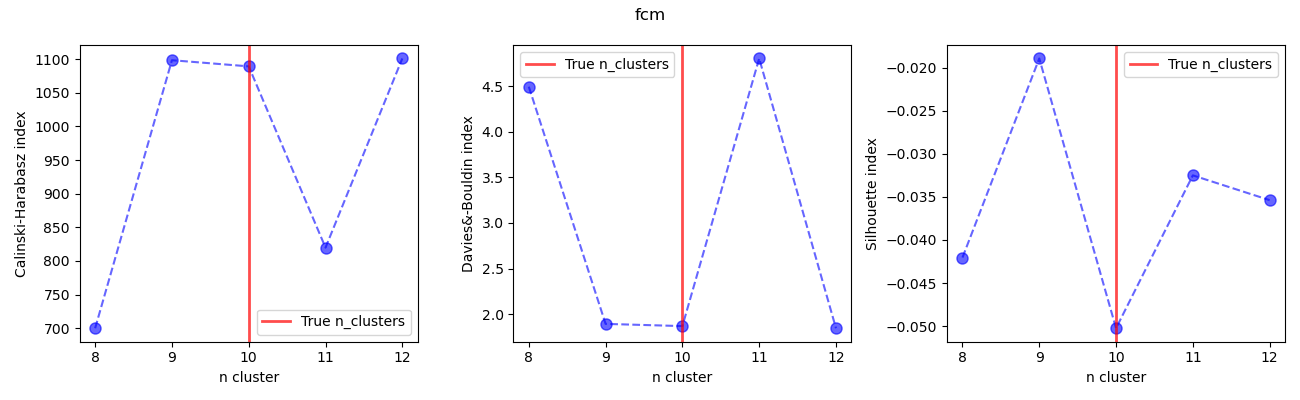 fcm
Calinski-Harabasz index
1100
1050
1000
950
900
850
800
750
700
True n_clusters
8 9 10 11 12
n cluster
Davies&-Bouldin index
4.5
4.0
3.5
3.0
2.5
2.0
True n_clusters
8 9 10 11 12
n cluster
Silhouette index
−0.020
−0.025
−0.030
−0.035
−0.040
−0.045
−0.050
True n_clusters
8 9 10 11 12
n cluster